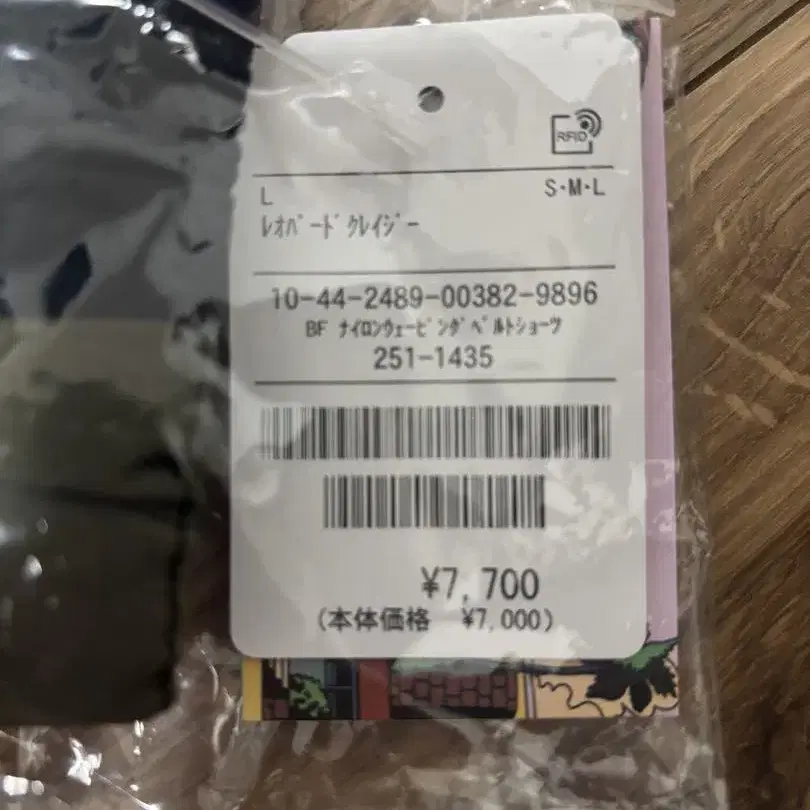 RFID
L S・M・L
ﾚｵﾊﾟｰﾄﾞ ｸﾚｲｼﾞｰ
10-44-2489-00382-9896
BF ﾅｲﾛﾝｳｪｰﾋﾞﾝｸﾞﾍﾞﾙﾄｼｮｰﾂ
251-1435
¥7,700
(本体価格 ¥7,000)